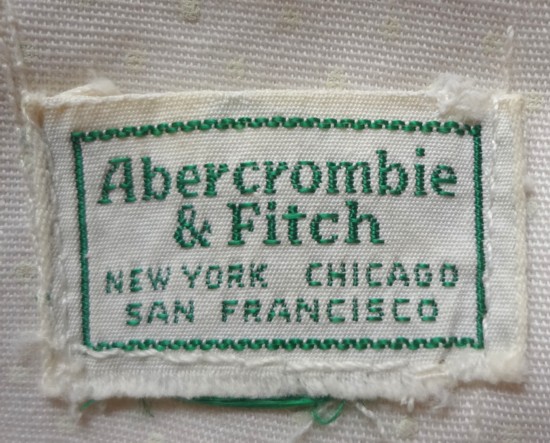 Abercrombie
& Fitch
NEW YORK CHICAGO
SAN FRANCISCO